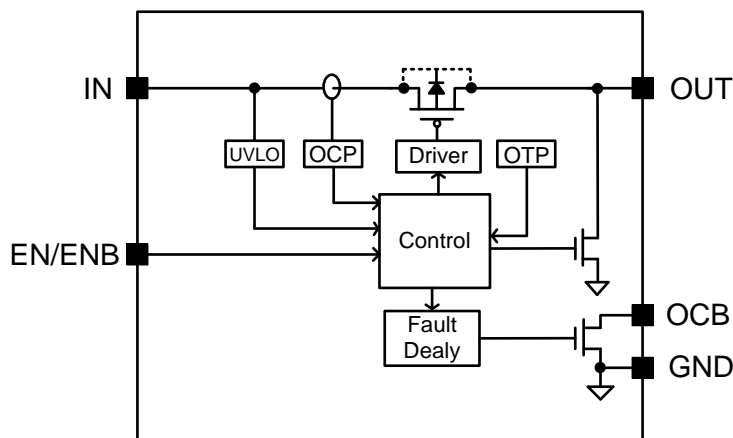 IN
OUT
UVLO
OCP
Driver
OTP
Control
EN/ENB
Fault
Dealy
OCB
GND